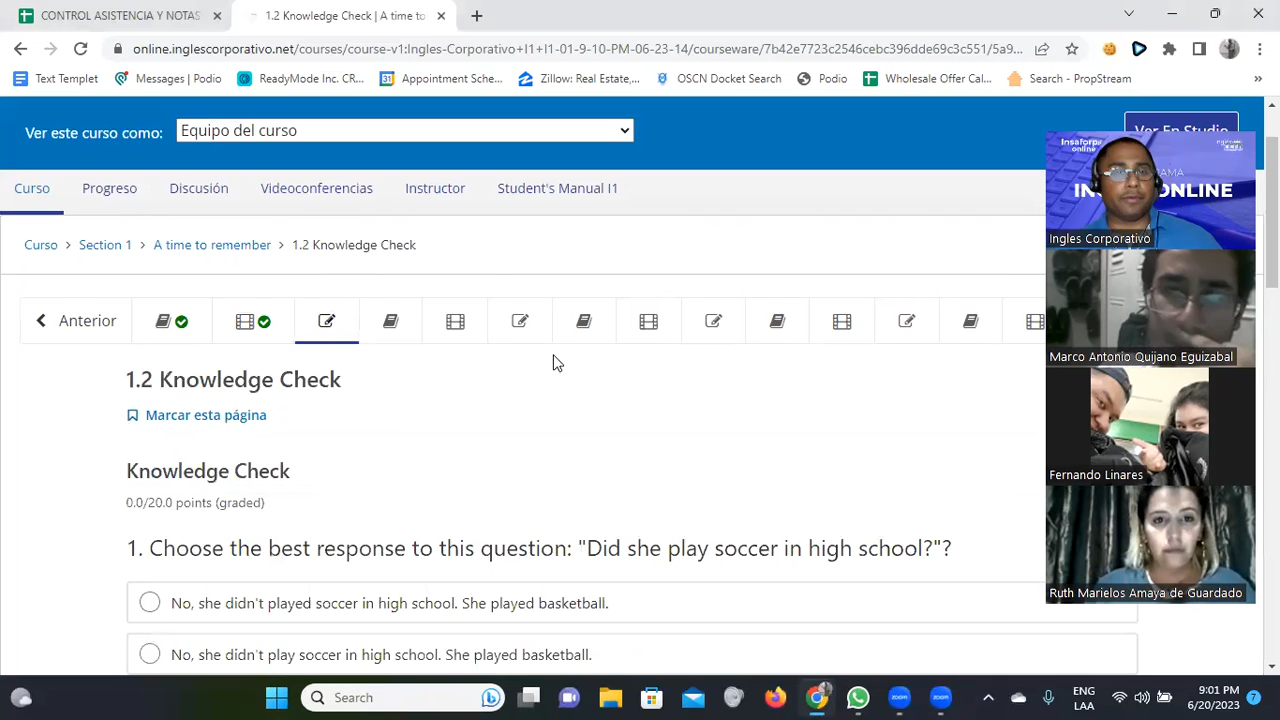 CONTROL ASISTENCIA Y NOTAS
1.2 Knowledge Check | A time to
online.inglescorporativo.net/courses/course-v1:Ingles-Corporativo+I1+I1-01-9-10-PM-06-23-14/courseware/7b42e7723c2546cebc396dde69c3c551/5a9...
Text Templet
Messages | Podio
ReadyMode Inc. CR...
Appointment Sche...
Zillow: Real Estate,...
OSCN Docket Search
Podio
Wholesale Offer Cal...
Search - PropStream
»
Ver este curso como:
Equipo del curso
Ver En Studio
Curso
Progreso
Discusión
Videoconferencias
Instructor
Student's Manual I1
Curso > Section 1 > A time to remember > 1.2 Knowledge Check
Anterior
1.2 Knowledge Check
Marcar esta página
Knowledge Check
0.0/20.0 points (graded)
1. Choose the best response to this question: "Did she play soccer in high school?"?
No, she didn't played soccer in high school. She played basketball.
No, she didn't play soccer in high school. She played basketball.
online
Ingles Corporativo
Marco Antonio Quijano Eguizabal
Fernando Linares
Ruth Marielos Amaya de Guardado
Search
ENG
LAA
9:01 PM
6/20/2023
7